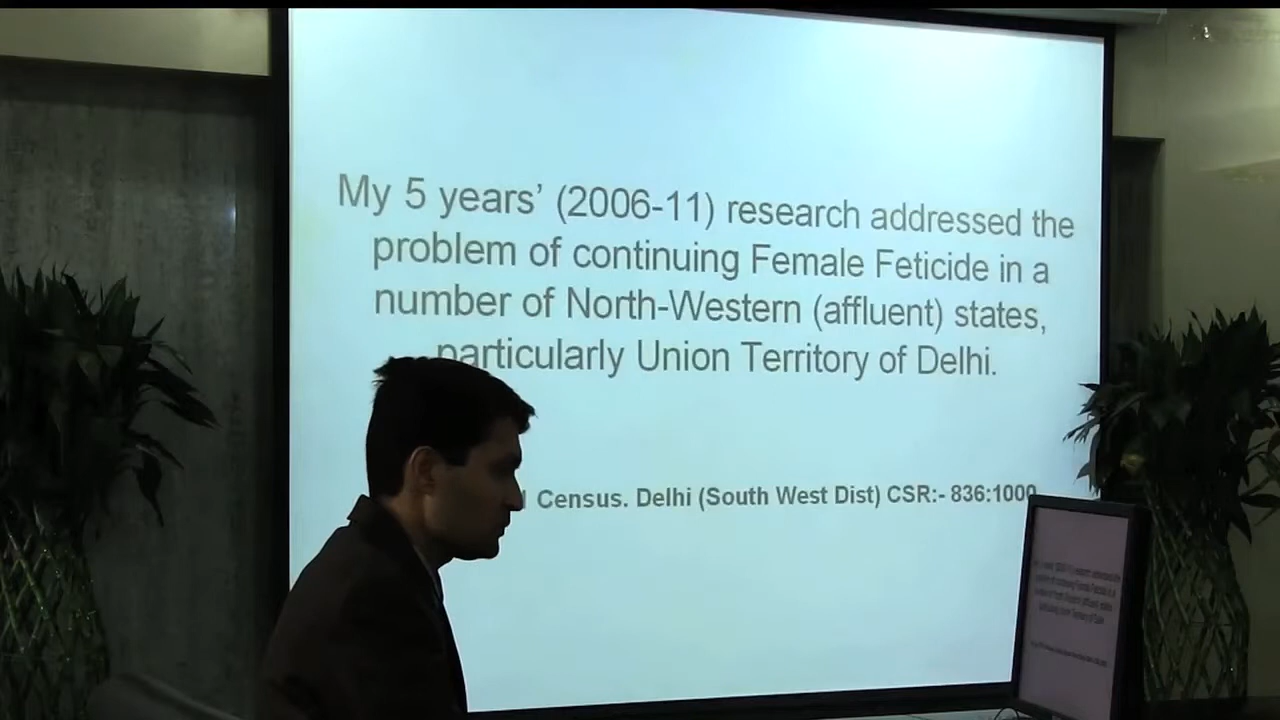 My 5 years’ (2006-11) research addressed the
problem of continuing Female Feticide in a
number of North-Western (affluent) states,
particularly Union Territory of Delhi.
Census. Delhi (South West Dist) CSR:- 836:1000